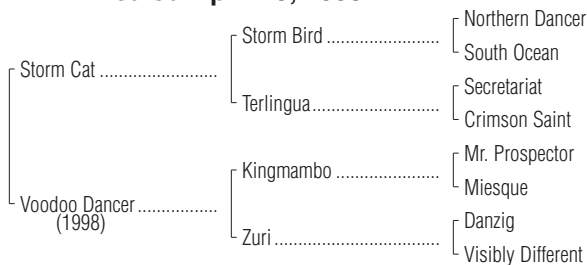 Northern Dancer
Storm Bird
South Ocean
Storm Cat
Secretariat
Terlingua
Crimson Saint
Mr. Prospector
Kingmambo
Miesque
Voodoo Dancer
(1998)
Danzig
Zuri
Visibly Different